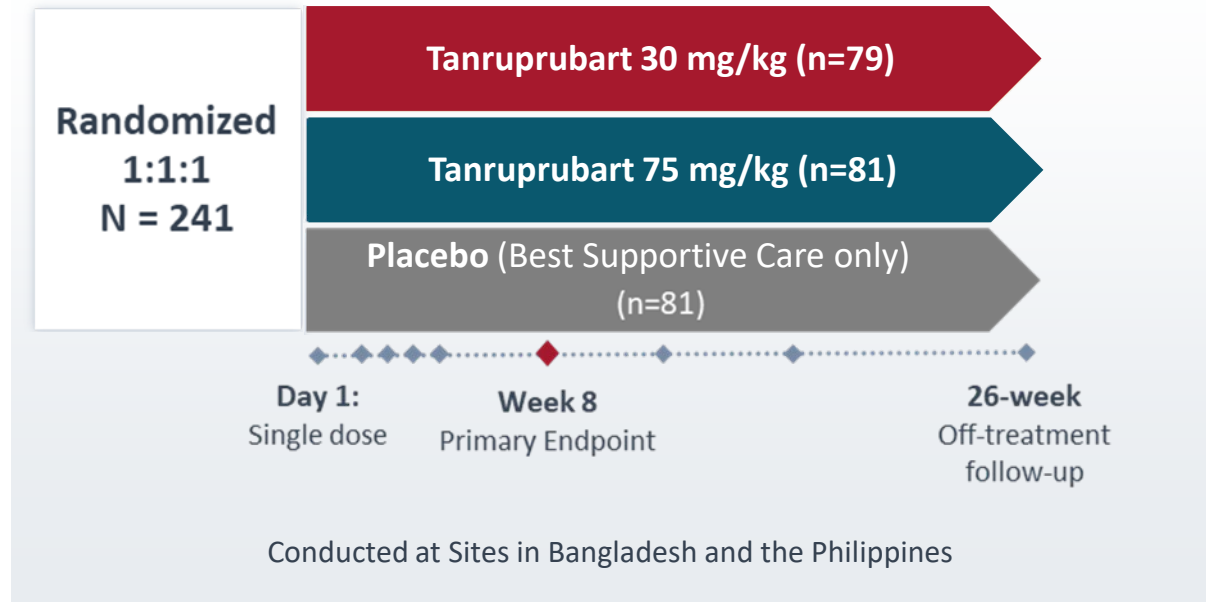 Randomized
1:1:1
N = 241
Tanruprubart 30 mg/kg (n=79)
Tanruprubart 75 mg/kg (n=81)
Placebo (Best Supportive Care only)
(n=81)
Day 1:
Single dose
Week 8
Primary Endpoint
26-week
Off-treatment
follow-up
Conducted at Sites in Bangladesh and the Philippines